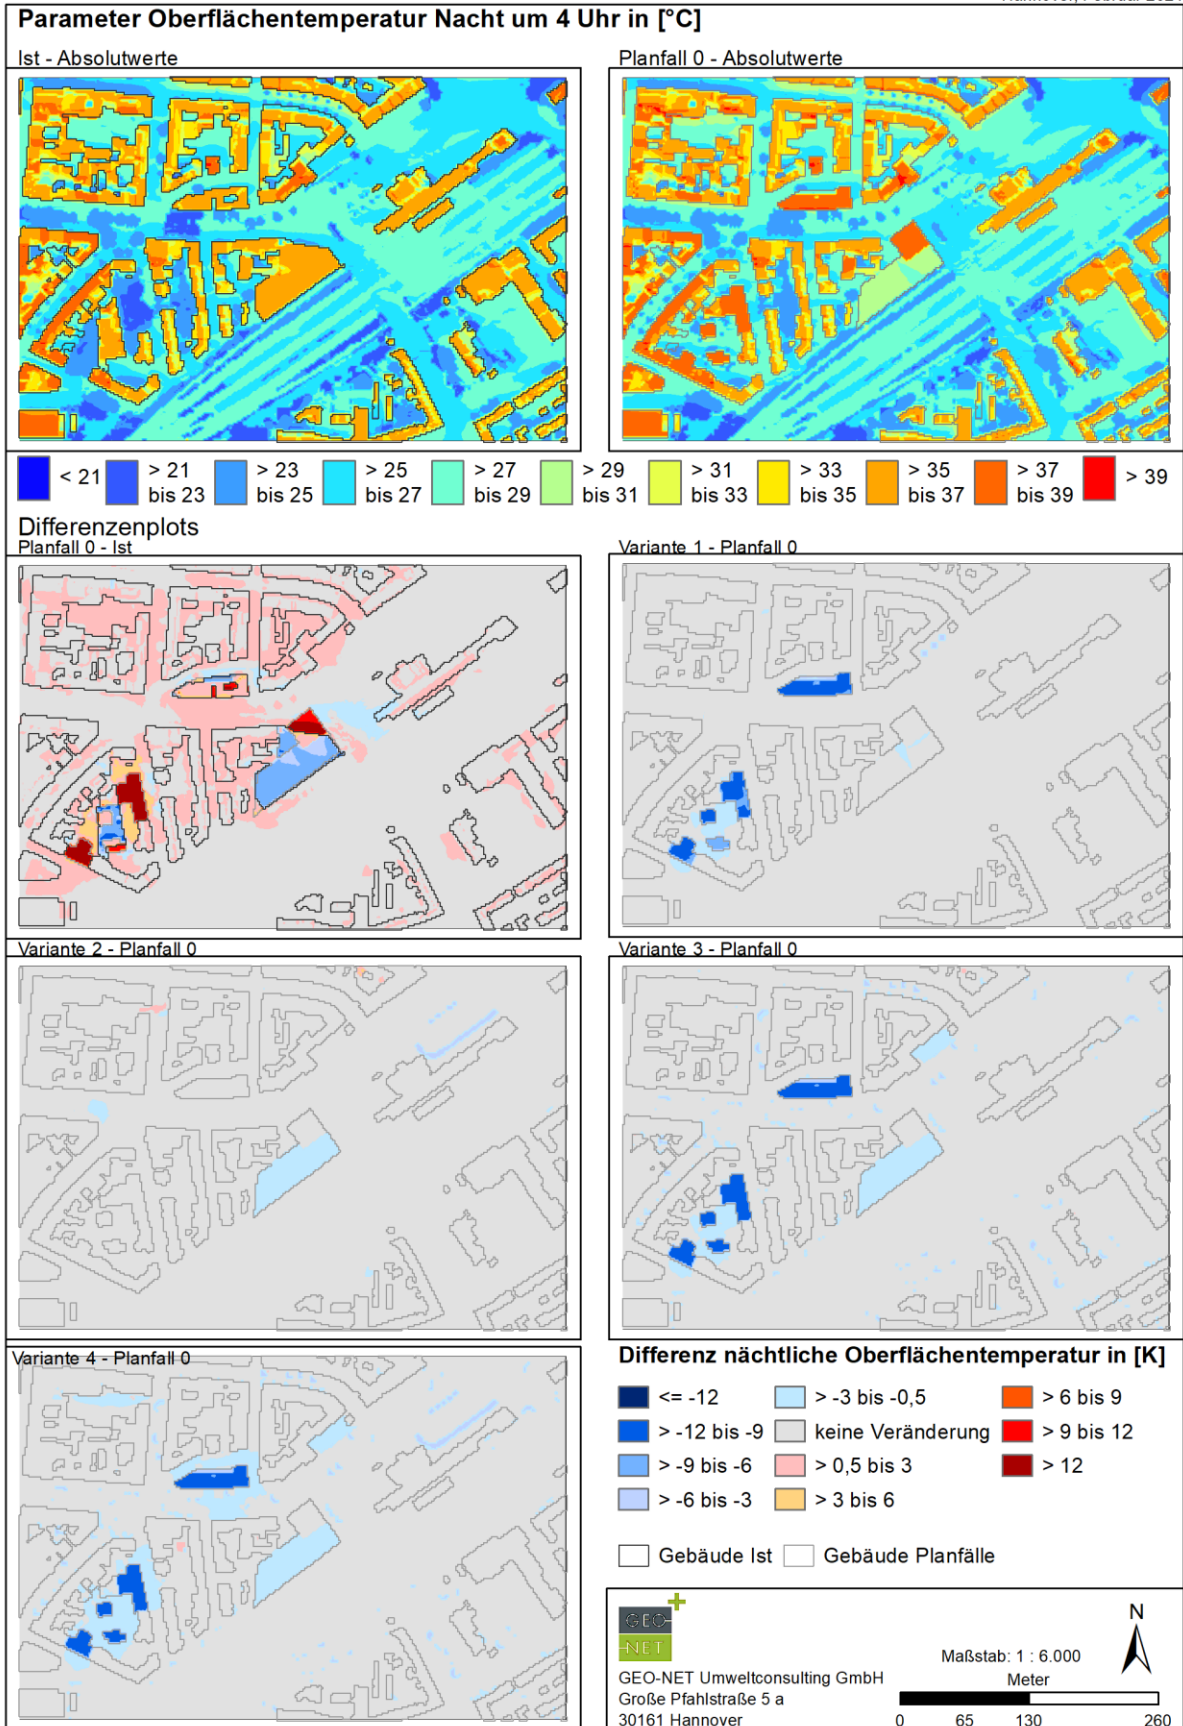 Parameter Oberflächentemperatur Nacht um 4 Uhr in [°C]
Ist - Absolutwerte
Planfall 0 - Absolutwerte
< 21
> 21 bis 23
> 23 bis 25
> 25 bis 27
> 27 bis 29
> 29 bis 31
> 31 bis 33
> 33 bis 35
> 35 bis 37
> 37 bis 39
> 39
Differenzenplots
Planfall 0 - Ist
Variante 1 - Planfall 0
Variante 2 - Planfall 0
Variante 3 - Planfall 0
Variante 4 - Planfall 0
Differenz nächtliche Oberflächentemperatur in [K]
<= -12
> -12 bis -9
> -9 bis -6
> -6 bis -3
> -3 bis -0,5
keine Veränderung
> 0,5 bis 3
> 3 bis 6
> 6 bis 9
> 9 bis 12
> 12
Gebäude Ist
Gebäude Planfälle
GEO-
-NET
GEO-NET Umweltconsulting GmbH
Große Pfahlstraße 5 a
30161 Hannover
N
Maßstab: 1 : 6.000
Meter
0 65 130 260